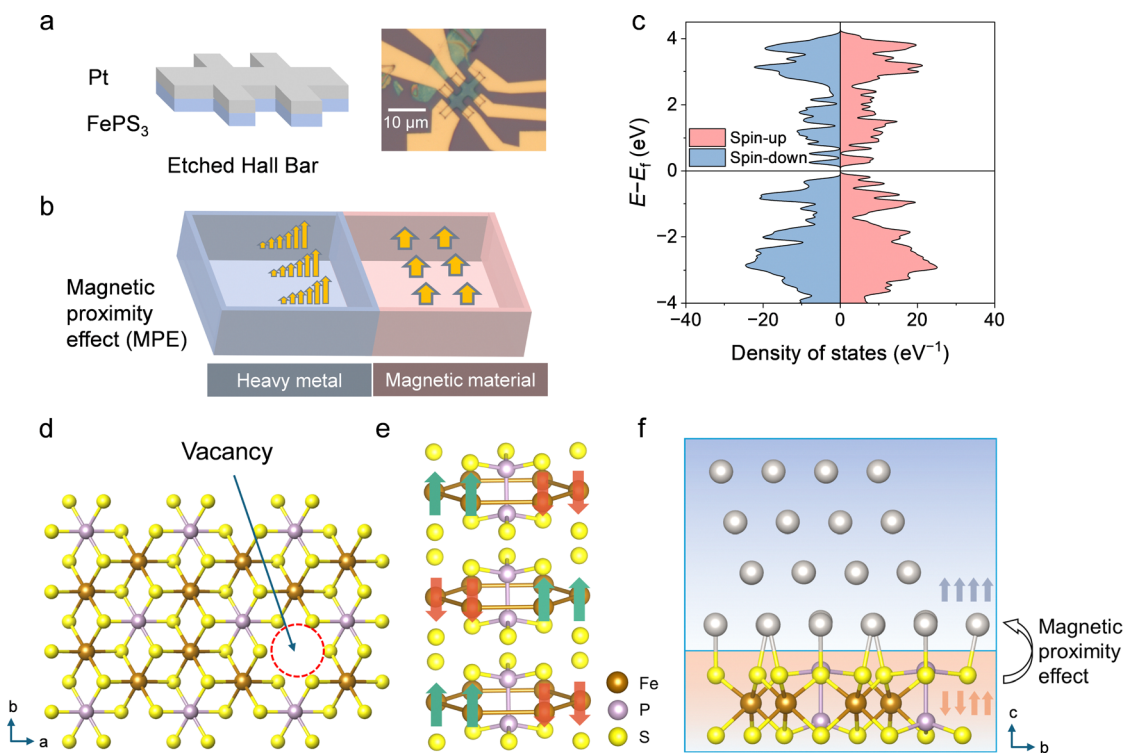 a
Pt
FePS₃
Etched Hall Bar
10 μm
b
Magnetic
proximity
effect (MPE)
Heavy metal
Magnetic material
c
E−E_f (eV)
4
2
0
−2
−4
Spin-up
Spin-down
−40
−20
0
20
40
Density of states (eV⁻¹)
d
Vacancy
b
a
e
Fe
P
S
f
Magnetic
proximity
effect
c
b